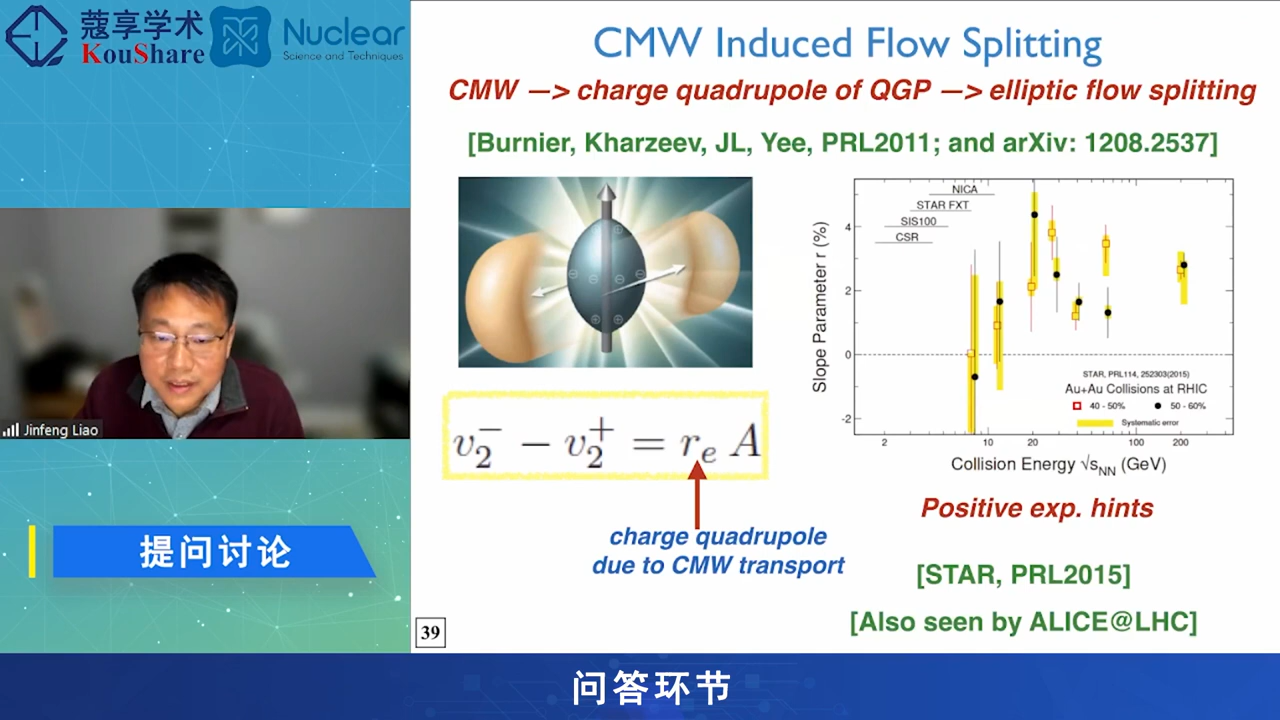 蔻享学术
KouShare
Nuclear
Science and Techniques
Jinfeng Liao
提问讨论
CMW Induced Flow Splitting
CMW —> charge quadrupole of QGP —> elliptic flow splitting
[Burnier, Kharzeev, JL, Yee, PRL2011; and arXiv: 1208.2537]
v₂⁻ − v₂⁺ = rₑ A
charge quadrupole
due to CMW transport
Slope Parameter r (%)
4
2
0
-2
NICA
STAR FXT
SIS100
CSR
STAR, PRL114, 252303(2015)
Au+Au Collisions at RHIC
40 - 50% 50 - 60%
Systematic error
2 10 20 100 200
Collision Energy √sNN (GeV)
Positive exp. hints
[STAR, PRL2015]
[Also seen by ALICE@LHC]
39
问答环节